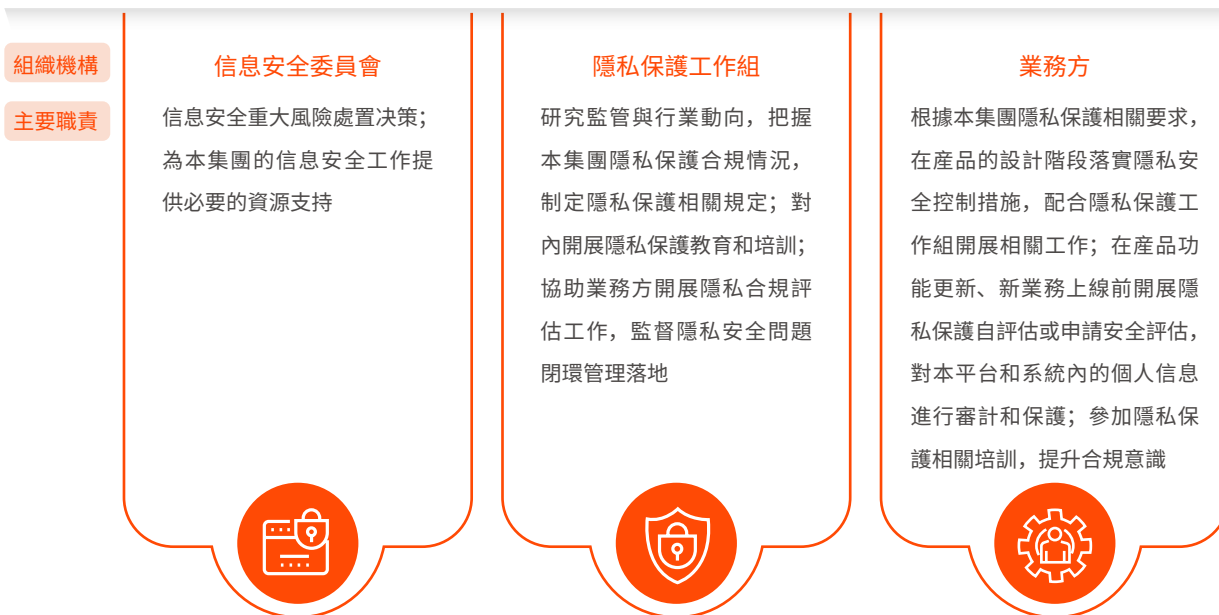 組織機構
主要職責
信息安全委員會
信息安全重大風險處置決策；
為本集團的信息安全工作提
供必要的資源支持
隱私保護工作組
研究監管與行業動向，把握
本集團隱私保護合規情況，
制定隱私保護相關規定；對
內開展隱私保護教育和培訓；
協助業務方開展隱私合規評
估工作，監督隱私安全問題
閉環管理落地
業務方
根據本集團隱私保護相關要求，
在產品的設計階段落實隱私安
全控制措施，配合隱私保護工
作組開展相關工作；在產品功
能更新、新業務上線前開展隱
私保護自評估或申請安全評估，
對本平台和系統內的個人信息
進行審計和保護；參加隱私保
護相關培訓，提升合規意識